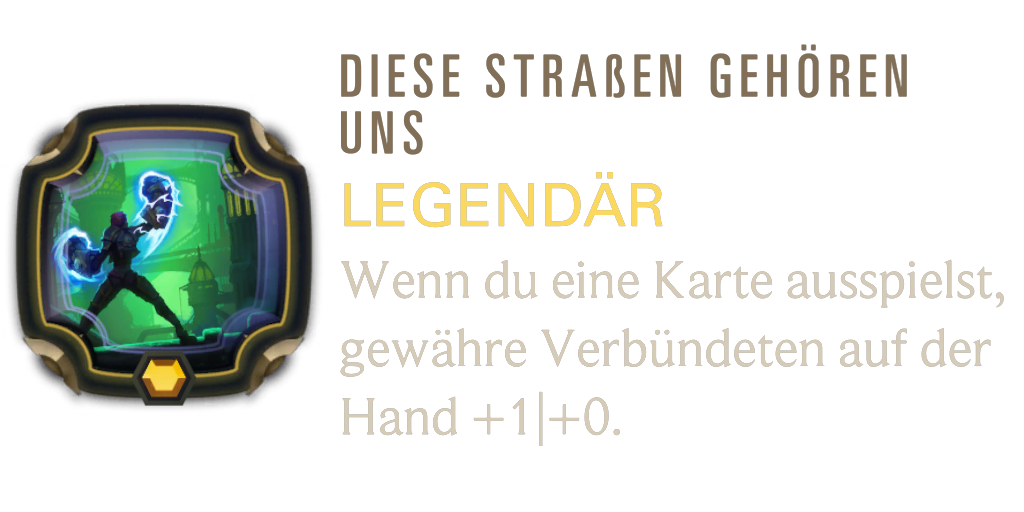 DIESE STRAßEN GEHÖREN
UNS
LEGENDÄR
Wenn du eine Karte ausspielst,
gewähre Verbündeten auf der
Hand +1|+0.